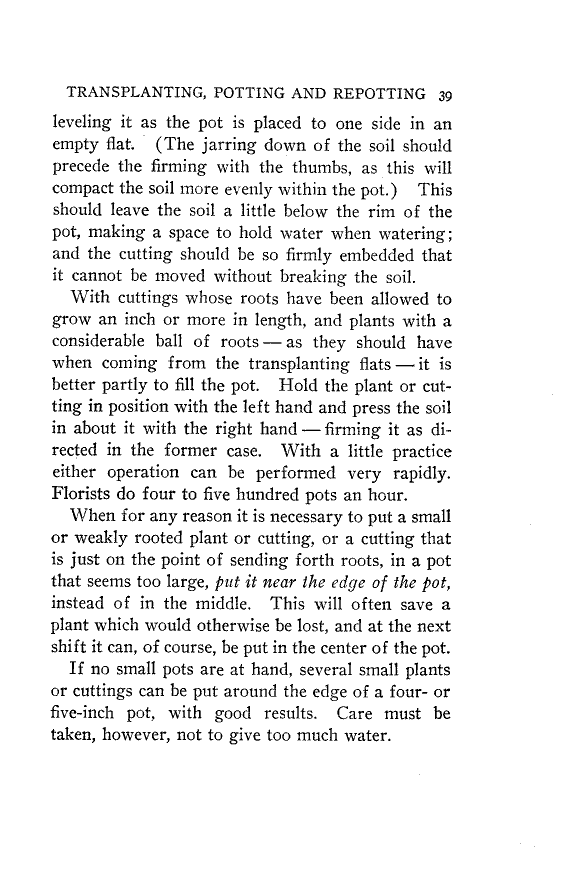 TRANSPLANTING, POTTING AND REPOTTING 39
leveling it as the pot is placed to one side in an
empty flat. (The jarring down of the soil should
precede the firming with the thumbs, as this will
compact the soil more evenly within the pot.) This
should leave the soil a little below the rim of the
pot, making a space to hold water when watering;
and the cutting should be so firmly embedded that
it cannot be moved without breaking the soil.
With cuttings whose roots have been allowed to
grow an inch or more in length, and plants with a
considerable ball of roots — as they should have
when coming from the transplanting flats — it is
better partly to fill the pot. Hold the plant or cut-
ting in position with the left hand and press the soil
in about it with the right hand — firming it as di-
rected in the former case. With a little practice
either operation can be performed very rapidly.
Florists do four to five hundred pots an hour.
When for any reason it is necessary to put a small
or weakly rooted plant or cutting, or a cutting that
is just on the point of sending forth roots, in a pot
that seems too large, put it near the edge of the pot,
instead of in the middle. This will often save a
plant which would otherwise be lost, and at the next
shift it can, of course, be put in the center of the pot.
If no small pots are at hand, several small plants
or cuttings can be put around the edge of a four- or
five-inch pot, with good results. Care must be
taken, however, not to give too much water.